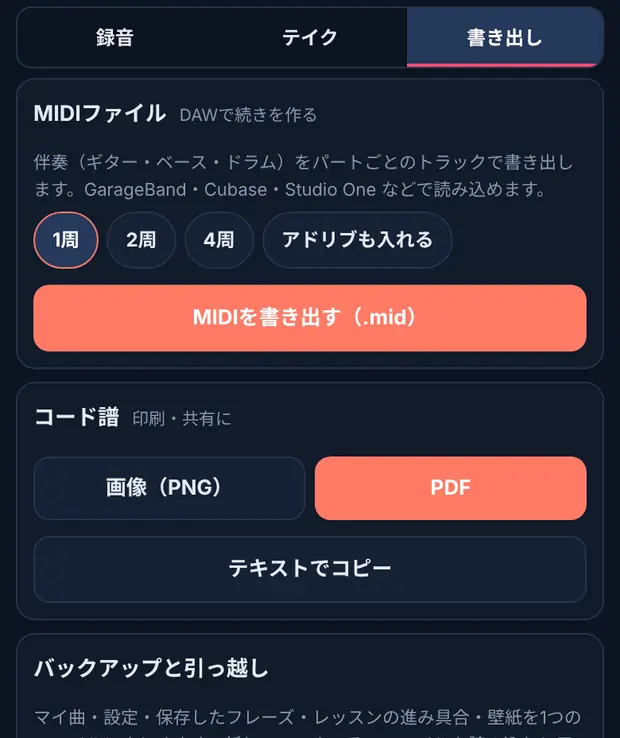 録音 テイク 書き出し
MIDIファイル DAWで続きを作る
伴奏（ギター・ベース・ドラム）をパートごとのトラックで書き出し
ます。GarageBand・Cubase・Studio One などで読み込めます。
1周 2周 4周 アドリブも入れる
MIDIを書き出す（.mid）
コード譜 印刷・共有に
画像（PNG） PDF
テキストでコピー
バックアップと引っ越し
マイ曲・設定・保存したフレーズ・レッスンの進み具合・壁紙を1つの